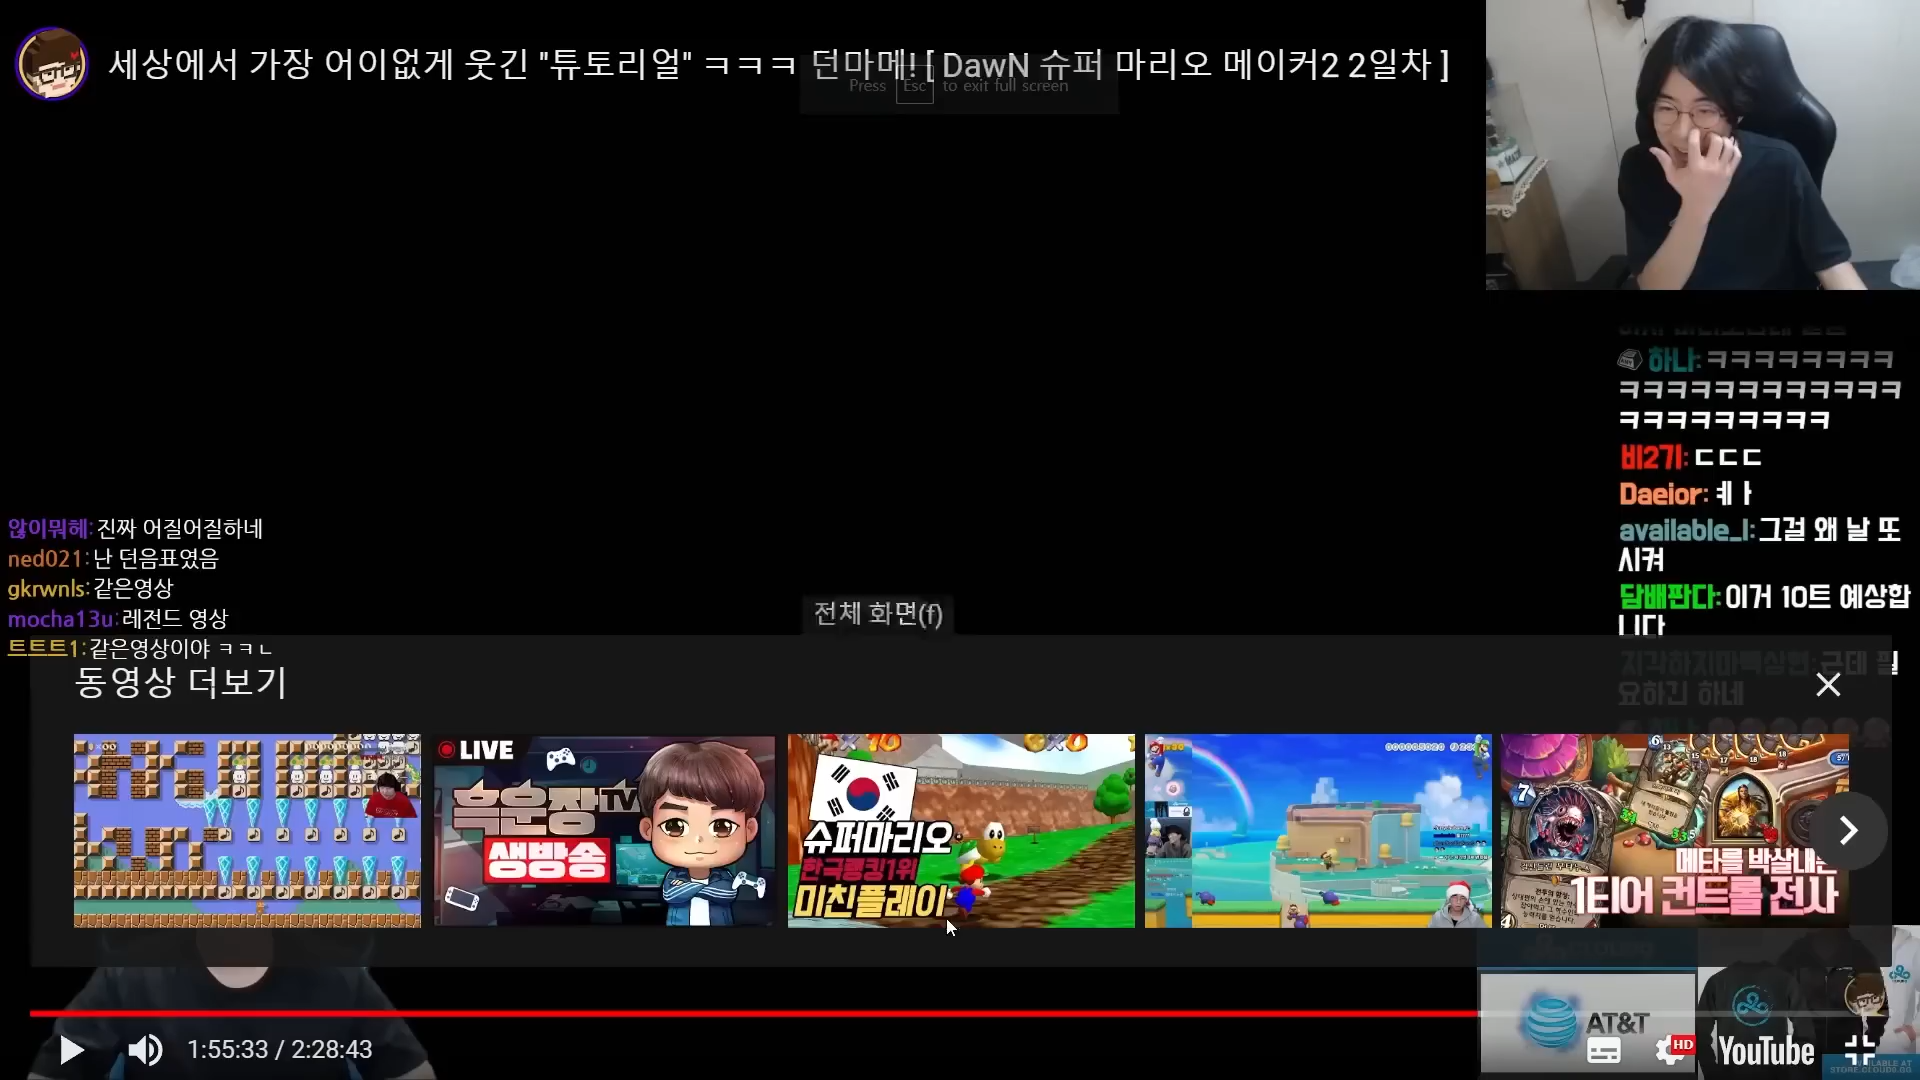 세상에서 가장 어이없게 웃긴 "튜토리얼" ㅋㅋㅋ 던마메! [ DawN 슈퍼 마리오 메이커2 2일차 ]
Press Esc to exit full screen
하나: ㅋㅋㅋㅋㅋㅋㅋㅋ
ㅋㅋㅋㅋㅋㅋㅋㅋㅋㅋㅋㅋ
ㅋㅋㅋㅋㅋㅋㅋㅋㅋ
비2기: ㄷㄷㄷ
Daeior: ㅖㅏ
available_l: 그걸 왜 날 또
시켜
담배판다: 이거 10트 예상합
니다
근데 필
요하긴 하네
않이뭐헤: 진짜 어질어질하네
ned021: 난 던음표였음
gkrwnls: 같은영상
mocha13u: 레전드 영상
트트트1: 같은영상이야 ㅋㅋㄴ
전체 화면(f)
동영상 더보기
LIVE
흑운장TV
생방송
슈퍼마리오
한국랭킹1위
미친플레이
메타를 박살내는
1티어 컨트롤 전사
1:55:33 / 2:28:43
AT&T
HD
YouTube